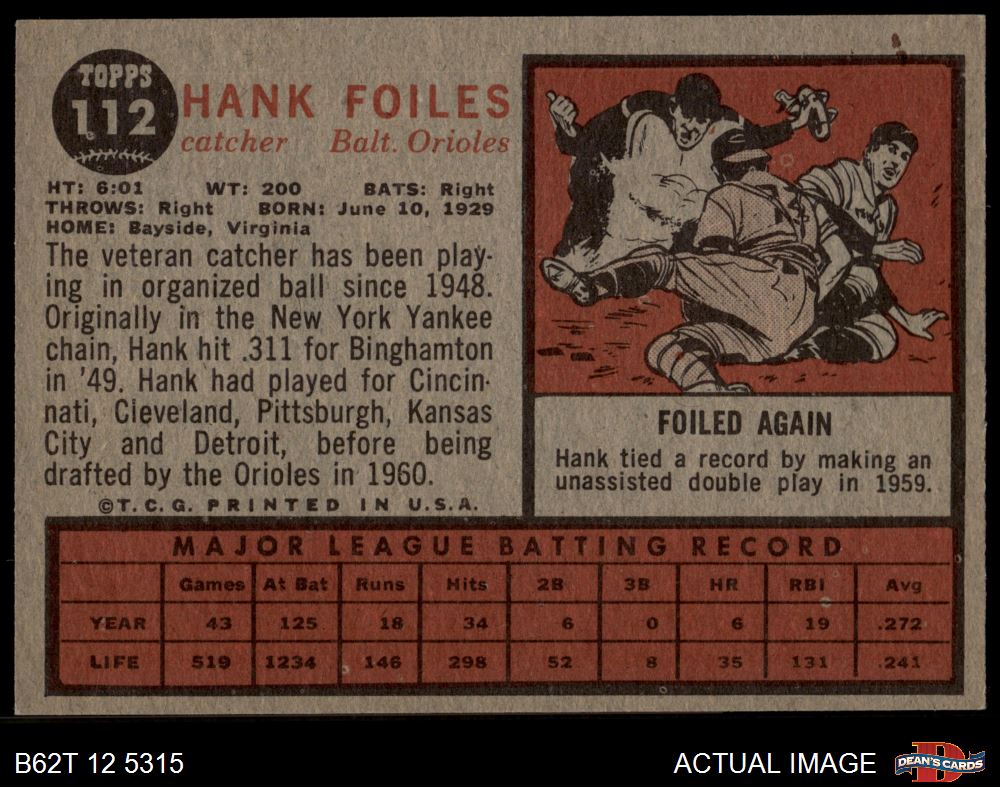 TOPPS
112
HANK FOILES
catcher Balt. Orioles
HT: 6:01 WT: 200 BATS: Right
THROWS: Right BORN: June 10, 1929
HOME: Bayside, Virginia
The veteran catcher has been play-
ing in organized ball since 1948.
Originally in the New York Yankee
chain, Hank hit .311 for Binghamton
in '49. Hank had played for Cincin-
nati, Cleveland, Pittsburgh, Kansas
City and Detroit, before being
drafted by the Orioles in 1960.
©T.C.G. PRINTED IN U.S.A.
FOILED AGAIN
Hank tied a record by making an
unassisted double play in 1959.
MAJOR LEAGUE BATTING RECORD
Games At Bat Runs Hits 2B 3B HR RBI Avg
YEAR 43 125 18 34 6 0 6 19 .272
LIFE 519 1234 146 298 52 8 35 131 .241
B62T 12 5315
ACTUAL IMAGE
DEAN'S CARDS